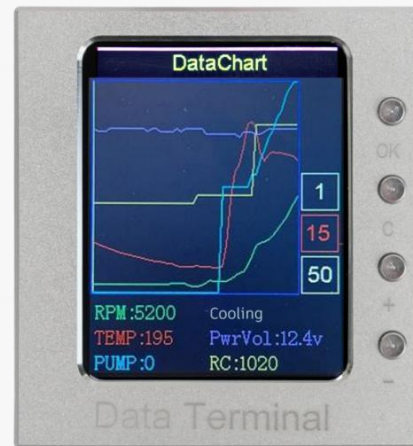 DataChart
1
OK
C
15
50
+
-
RPM:5200 Cooling
TEMP:195 PwrVol:12.4v
PUMP:0 RC:1020
Data Terminal